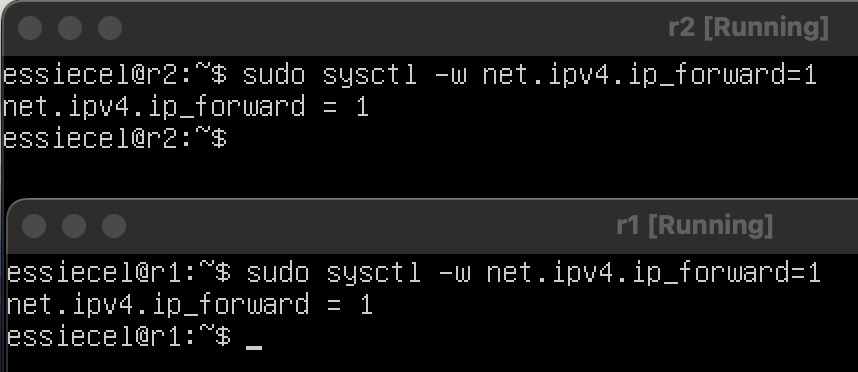 r2 [Running]
essiecel@r2:~$ sudo sysctl -w net.ipv4.ip_forward=1
net.ipv4.ip_forward = 1
essiecel@r2:~$
r1 [Running]
essiecel@r1:~$ sudo sysctl -w net.ipv4.ip_forward=1
net.ipv4.ip_forward = 1
essiecel@r1:~$ _